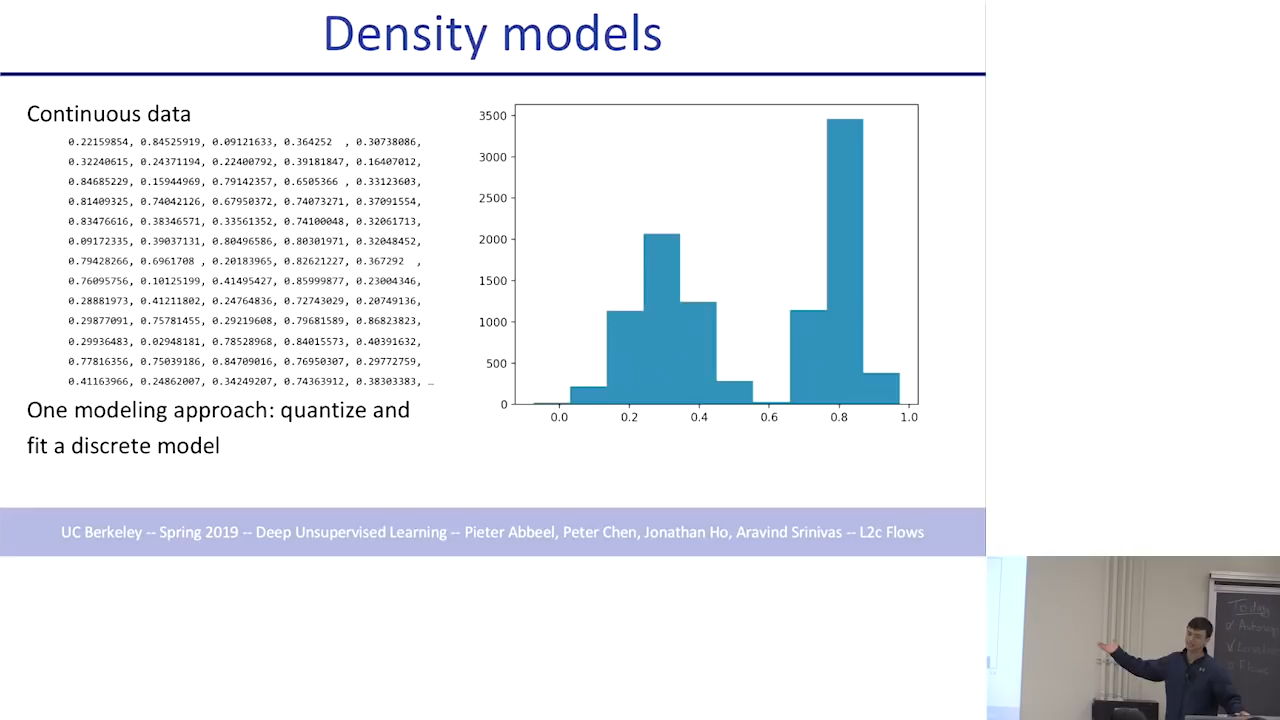 Density models
Continuous data
0.22159854, 0.84525919, 0.09121633, 0.364252  , 0.30738086,
0.32240615, 0.24371194, 0.22400792, 0.39181847, 0.16407012,
0.84685229, 0.15944969, 0.79142357, 0.6505366 , 0.33123603,
0.81409325, 0.74042126, 0.67950372, 0.74073271, 0.37091554,
0.83476616, 0.38346571, 0.33561352, 0.74100048, 0.32061713,
0.09172335, 0.39037131, 0.80496586, 0.80301971, 0.32048452,
0.79428266, 0.6961708 , 0.20183965, 0.82621227, 0.367292  ,
0.76095756, 0.10125199, 0.41495427, 0.85999877, 0.23004346,
0.28881973, 0.41211802, 0.24764836, 0.72743029, 0.20749136,
0.29877091, 0.75781455, 0.29219608, 0.79681589, 0.86823823,
0.29936483, 0.02948181, 0.78528968, 0.84015573, 0.40391632,
0.77816356, 0.75039186, 0.84709016, 0.76950307, 0.29772759,
0.41163966, 0.24862007, 0.34249207, 0.74363912, 0.38303383, …
One modeling approach: quantize and
fit a discrete model
3500
3000
2500
2000
1500
1000
500
0
0.0 0.2 0.4 0.6 0.8 1.0
UC Berkeley -- Spring 2019 -- Deep Unsupervised Learning -- Pieter Abbeel, Peter Chen, Jonathan Ho, Aravind Srinivas -- L2c Flows
Today
Flows